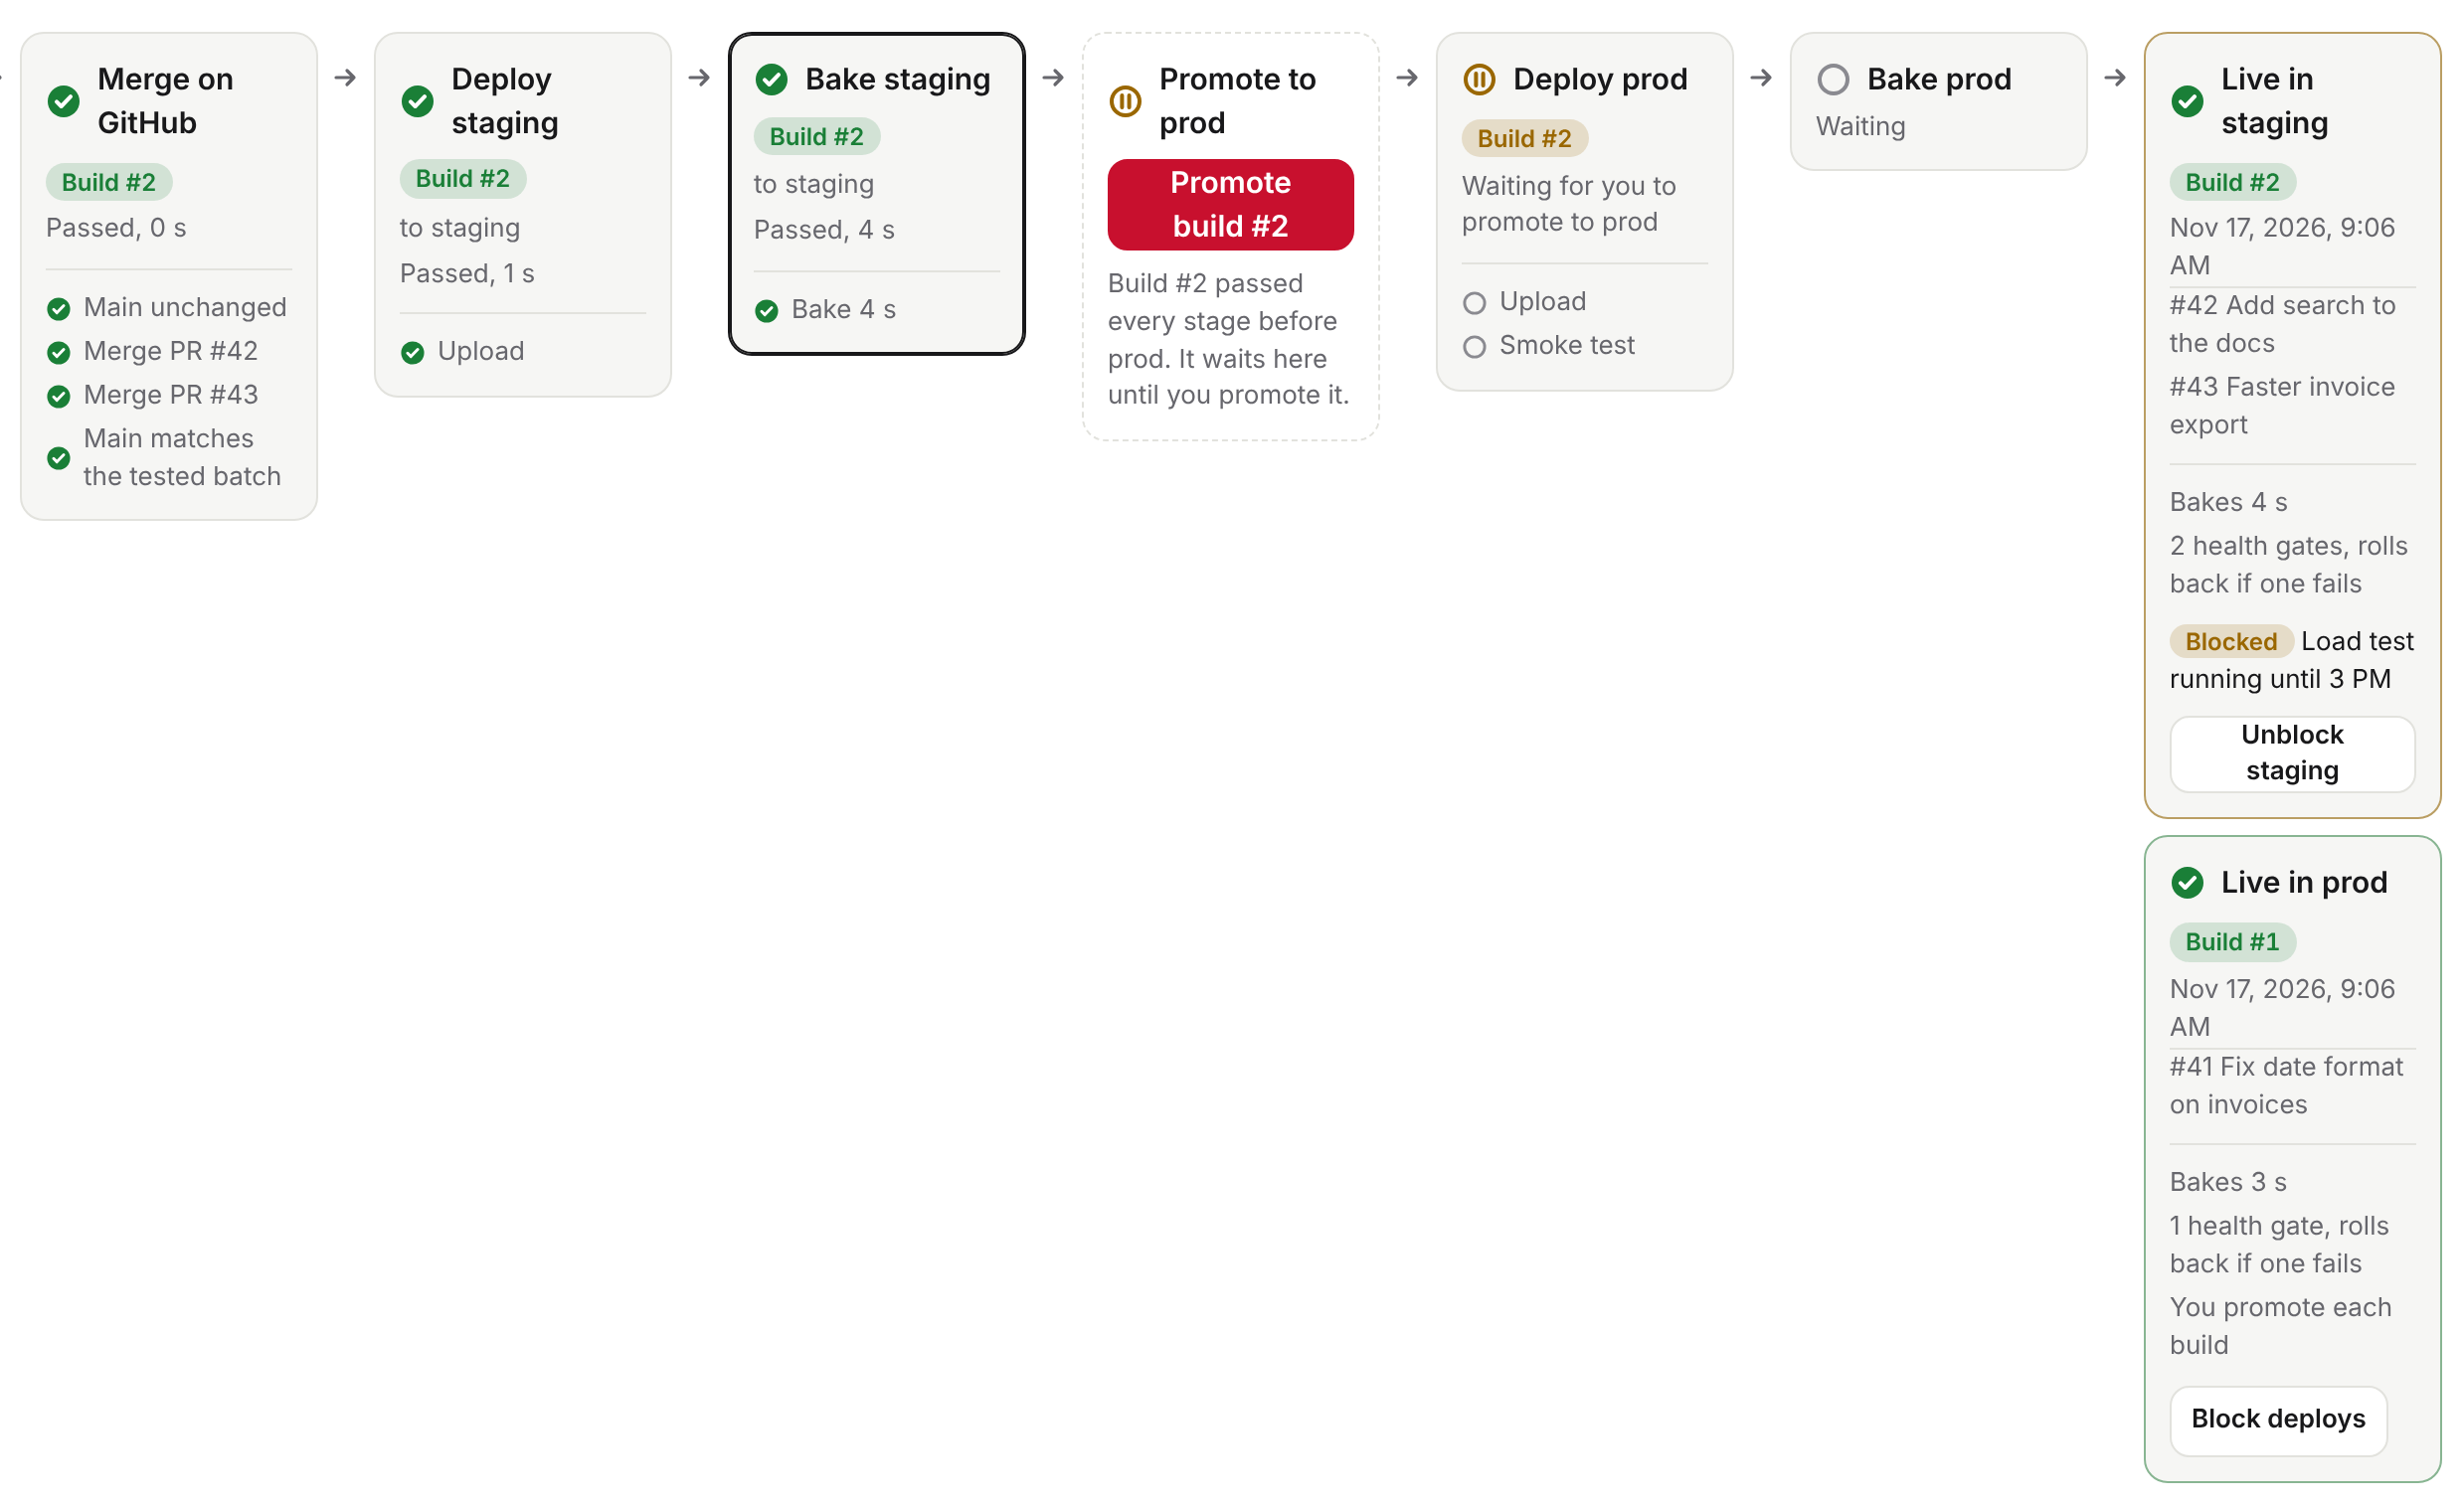 Merge on
GitHub
Build #2
Passed, 0 s
Main unchanged
Merge PR #42
Merge PR #43
Main matches
the tested batch
Deploy
staging
Build #2
to staging
Passed, 1 s
Upload
Bake staging
Build #2
to staging
Passed, 4 s
Bake 4 s
Promote to
prod
Promote
build #2
Build #2 passed
every stage before
prod. It waits here
until you promote it.
Deploy prod
Build #2
Waiting for you to
promote to prod
Upload
Smoke test
Bake prod
Waiting
Live in
staging
Build #2
Nov 17, 2026, 9:06
AM
#42 Add search to
the docs
#43 Faster invoice
export
Bakes 4 s
2 health gates, rolls
back if one fails
Blocked Load test
running until 3 PM
Unblock
staging
Live in prod
Build #1
Nov 17, 2026, 9:06
AM
#41 Fix date format
on invoices
Bakes 3 s
1 health gate, rolls
back if one fails
You promote each
build
Block deploys